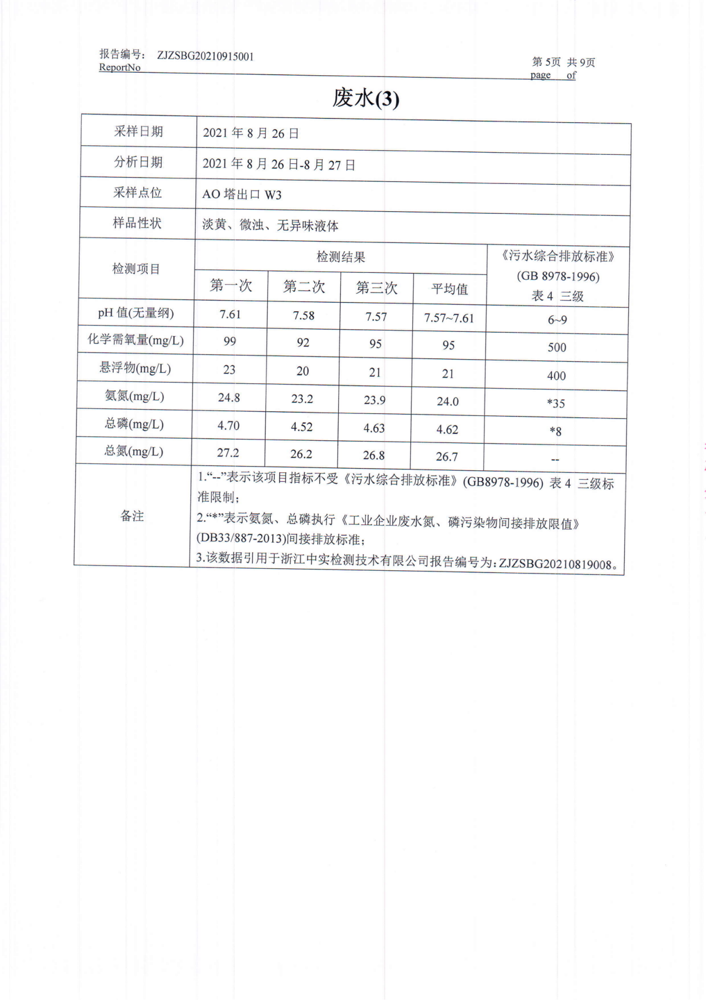 报告编号： ZJZSBG20210915001
ReportNo
第 5页 共 9页
page of
废水(3)
采样日期 2021 年 8 月 26 日
分析日期 2021 年 8 月 26 日-8 月 27 日
采样点位 AO 塔出口 W3
样品性状 淡黄、微浊、无异味液体
检测项目 检测结果 《污水综合排放标准》
(GB 8978-1996)
表 4 三级
第一次 第二次 第三次 平均值
pH 值(无量纲) 7.61 7.58 7.57 7.57~7.61 6~9
化学需氧量(mg/L) 99 92 95 95 500
悬浮物(mg/L) 23 20 21 21 400
氨氮(mg/L) 24.8 23.2 23.9 24.0 *35
总磷(mg/L) 4.70 4.52 4.63 4.62 *8
总氮(mg/L) 27.2 26.2 26.8 26.7 --
备注
1.“--”表示该项目指标不受《污水综合排放标准》(GB8978-1996) 表 4 三级标
准限制；
2.“*”表示氨氮、总磷执行《工业企业废水氮、磷污染物间接排放限值》
(DB33/887-2013)间接排放标准；
3.该数据引用于浙江中实检测技术有限公司报告编号为：ZJZSBG20210819008。